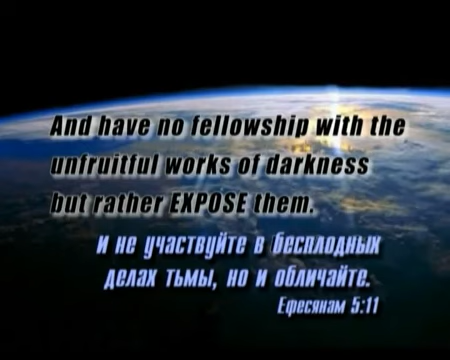 And have no fellowship with the
unfruitful works of darkness
but rather EXPOSE them.
и не участвуйте в бесплодных
делах тьмы, но и обличайте.
Ефесянам 5:11